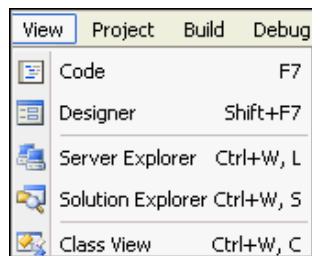 View Project Build Debug
Code F7
Designer Shift+F7
Server Explorer Ctrl+W, L
Solution Explorer Ctrl+W, S
Class View Ctrl+W, C